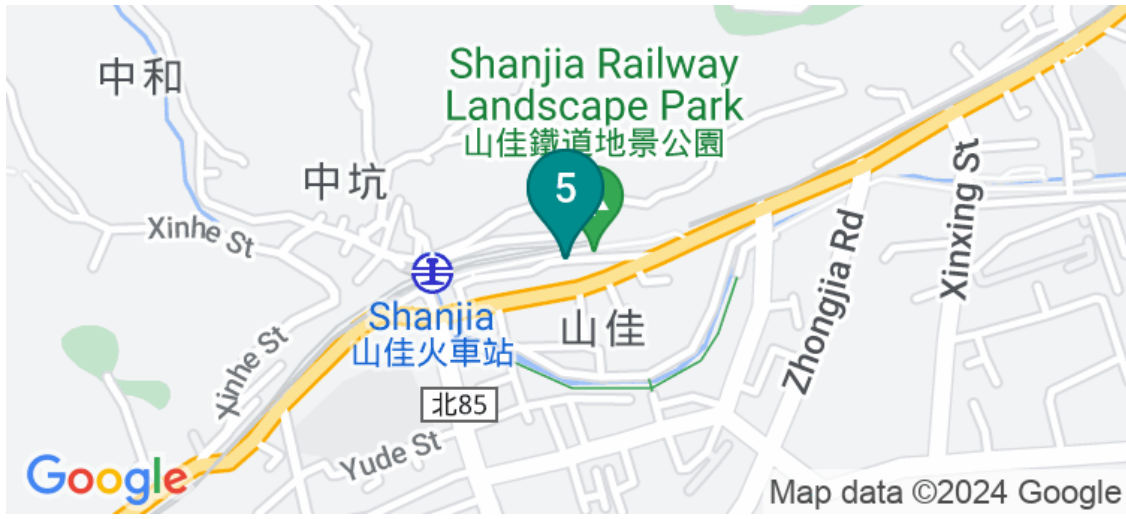 中和
Shanjia Railway
Landscape Park
山佳鐵道地景公園
中坑
5
Xinhe St
Xinxing St
Zhongjia Rd
Shanjia
山佳火車站
山佳
Xinhe St
北85
Yude St
Google
Map data ©2024 Google